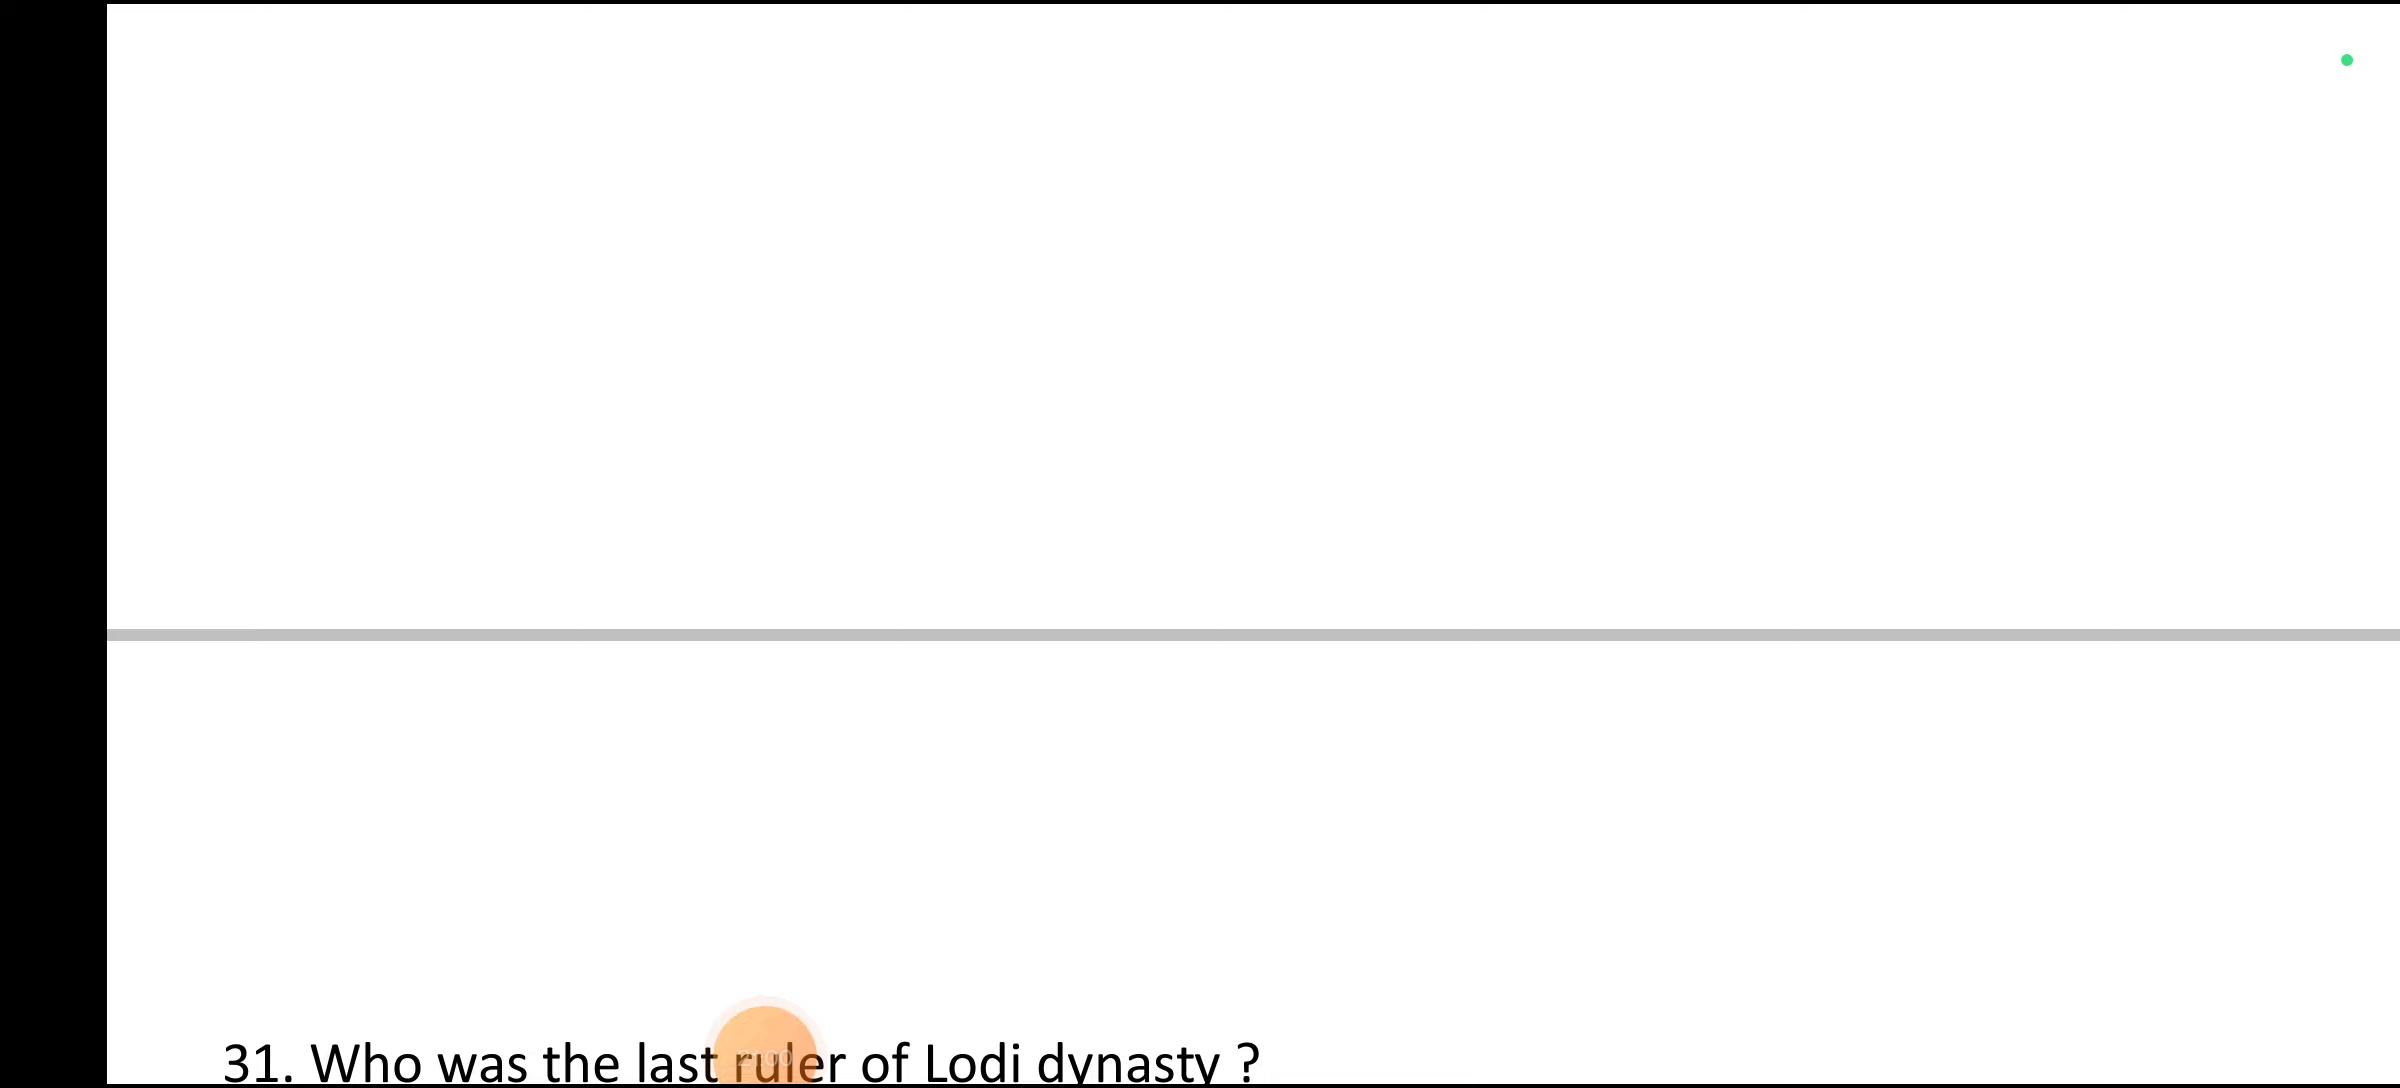 31. Who was the last ruler of Lodi dynasty ?